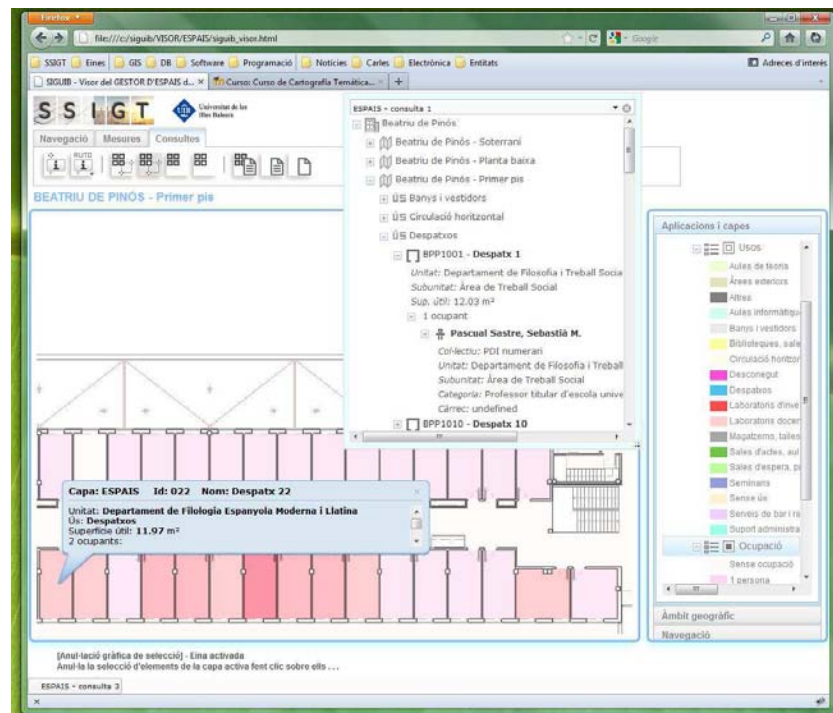 Firefox
file:///c:/siguib/VISOR/ESPAIS/siguib_visor.html
Google
SSIGT Eines GIS DB Software Programació Notícies Carles Electrònica Entitats
Adreces d'interès
SIGUIB - Visor del GESTOR D'ESPAIS d...
Curso: Curso de Cartografía Temática...
SSIGT
UIB
Universitat de les
Illes Balears
Navegació Mesures Consultes
AUTO
BEATRIU DE PINÓS - Primer pis
ESPAIS - consulta 1
Beatriu de Pinós
Beatriu de Pinós - Soterrani
Beatriu de Pinós - Planta baixa
Beatriu de Pinós - Primer pis
ÚS Banys i vestidors
ÚS Circulació horitzontal
ÚS Despatxos
BPP1001 - Despatx 1
Unitat: Departament de Filosofia i Treball Socia
Subunitat: Àrea de Treball Social
Sup. útil: 12.03 m²
1 ocupant
Pascual Sastre, Sebastià M.
Col·lectiu: PDI numerari
Unitat: Departament de Filosofia i Treball
Subunitat: Àrea de Treball Social
Categoria: Professor titular d'escola unive
Càrrec: undefined
BPP1010 - Despatx 10
Capa: ESPAIS Id: 022 Nom: Despatx 22
Unitat: Departament de Filologia Espanyola Moderna i Llatina
Ús: Despatxos
Superfície útil: 11.97 m²
2 ocupants:
Aplicacions i capes
Usos
Aules de teoria
Àrees exteriors
Altres
Aules informàtiqu
Banys i vestidors
Biblioteques, sale
Circulació horitzor
Desconegut
Despatxos
Laboratoris d'inve
Laboratoris docer
Magatzems, talles
Sales d'actes, aul
Sales d'espera, pa
Seminaris
Sense ús
Serveis de bar i ra
Suport administra
Ocupació
Sense ocupació
1 persona
Àmbit geogràfic
Navegació
[Anul·lació gràfica de selecció] - Eina activada
Anul·la la selecció d'elements de la capa activa fent clic sobre ells ...
ESPAIS - consulta 3